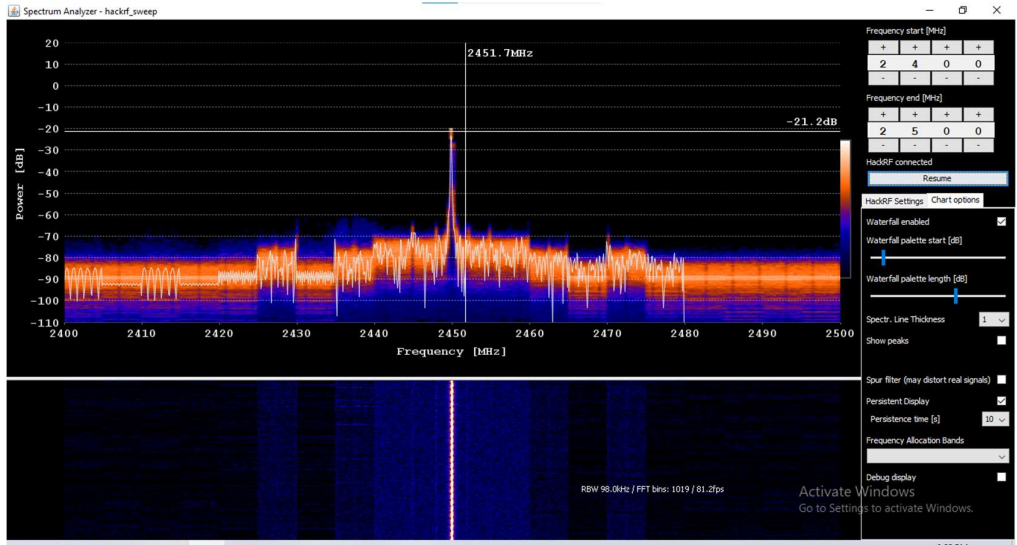 Spectrum Analyzer - hackrf_sweep
Frequency start [MHz]
+ + + +
2 4 0 0
- - - -
Frequency end [MHz]
+ + + +
2 5 0 0
- - - -
HackRF connected
Resume
HackRF Settings Chart options
Waterfall enabled
Waterfall palette start [dB]
Waterfall palette length [dB]
Spectr. Line Thickness 1
Show peaks
Spur filter (may distort real signals)
Persistent Display
Persistence time [s] 10
Frequency Allocation Bands
Debug display
2451.7MHz
-21.2dB
Power [dB]
20
10
0
-10
-20
-30
-40
-50
-60
-70
-80
-90
-100
-110
2400 2410 2420 2430 2440 2450 2460 2470 2480 2490 2500
Frequency [MHz]
RBW 98.0kHz / FFT bins: 1019 / 81.2fps
Activate Windows
Go to Settings to activate Windows.